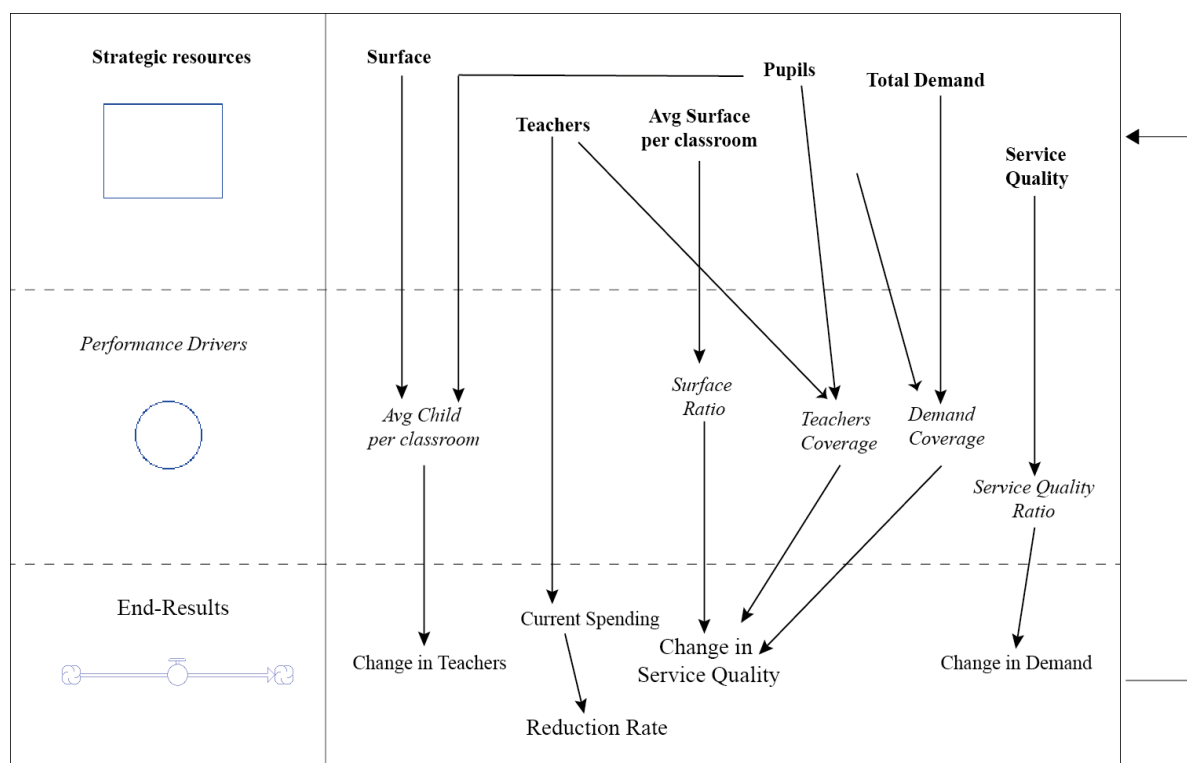 Strategic resources
Surface
Pupils
Total Demand
Teachers
Avg Surface
per classroom
Service
Quality
Performance Drivers
Avg Child
per classroom
Surface
Ratio
Teachers
Coverage
Demand
Coverage
Service Quality
Ratio
End-Results
Change in Teachers
Current Spending
Reduction Rate
Change in
Service Quality
Change in Demand